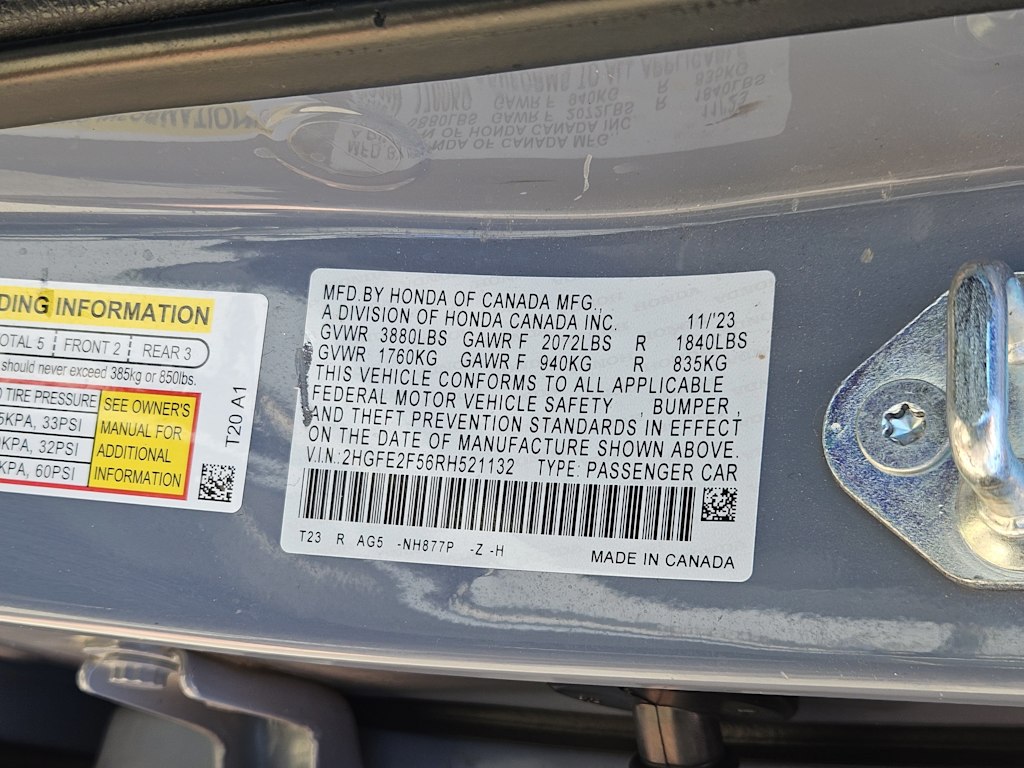 DING INFORMATION
OTAL 5 FRONT 2 REAR 3
should never exceed 385kg or 850lbs.
TIRE PRESSURE
SEE OWNER'S
MANUAL FOR
ADDITIONAL
INFORMATION
5KPA, 33PSI
KPA, 32PSI
KPA, 60PSI
T20 A1
MFD.BY HONDA OF CANADA MFG.,
A DIVISION OF HONDA CANADA INC. 11/'23
GVWR 3880LBS GAWR F 2072LBS R 1840LBS
GVWR 1760KG GAWR F 940KG R 835KG
THIS VEHICLE CONFORMS TO ALL APPLICABLE
FEDERAL MOTOR VEHICLE SAFETY , BUMPER ,
AND THEFT PREVENTION STANDARDS IN EFFECT
ON THE DATE OF MANUFACTURE SHOWN ABOVE.
V.I.N.:2HGFE2F56RH521132 TYPE: PASSENGER CAR
T23 R AG5 -NH877P -Z -H
MADE IN CANADA